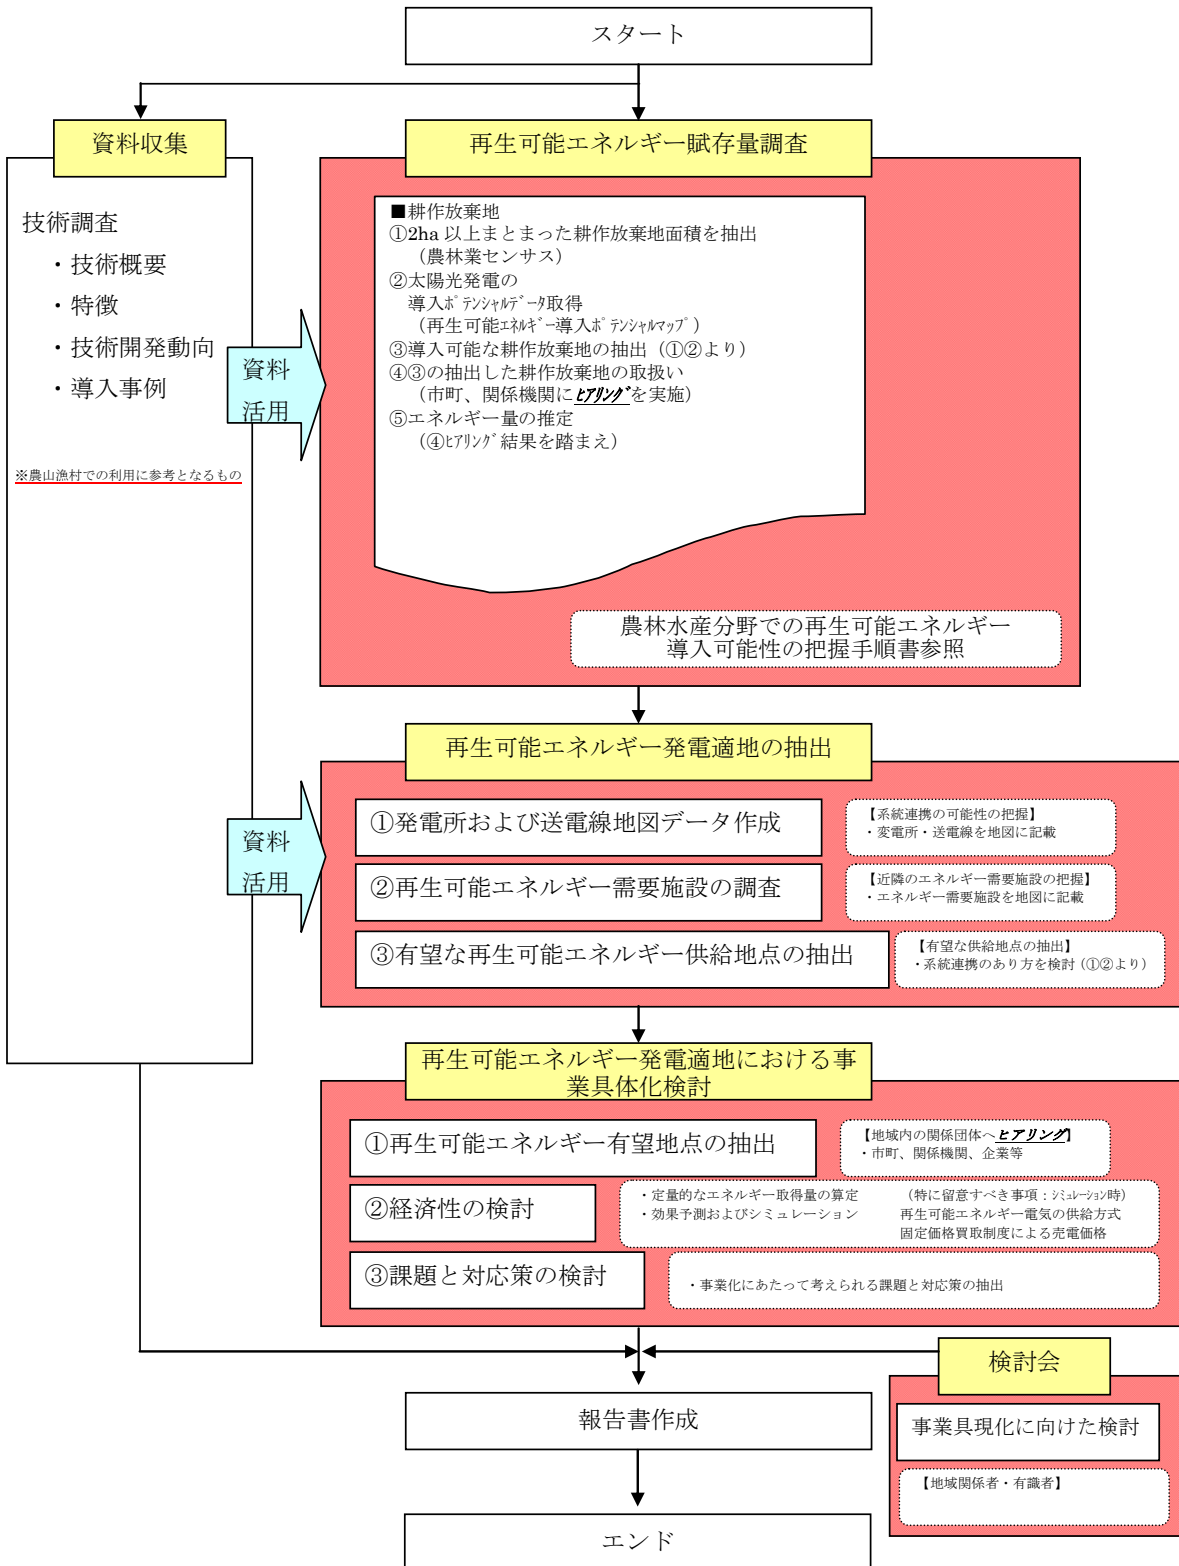 スタート
資料収集
技術調査
・技術概要
・特徴
・技術開発動向
・導入事例
※農山漁村での利用に参考となるもの
再生可能エネルギー賦存量調査
■耕作放棄地
①2ha 以上まとまった耕作放棄地面積を抽出
（農林業センサス）
②太陽光発電の
導入ﾎﾟﾃﾝｼｬﾙﾃﾞｰﾀ取得
（再生可能ｴﾈﾙｷﾞｰ導入ﾎﾟﾃﾝｼｬﾙﾏｯﾌﾟ）
③導入可能な耕作放棄地の抽出（①②より）
④③の抽出した耕作放棄地の取扱い
（市町、関係機関にﾋｱﾘﾝｸﾞを実施）
⑤エネルギー量の推定
（④ﾋｱﾘﾝｸﾞ結果を踏まえ）
資料
活用
農林水産分野での再生可能エネルギー
導入可能性の把握手順書参照
再生可能エネルギー発電適地の抽出
資料
活用
①発電所および送電線地図データ作成
【系統連携の可能性の把握】
・変電所・送電線を地図に記載
②再生可能エネルギー需要施設の調査
【近隣のエネルギー需要施設の把握】
・エネルギー需要施設を地図に記載
③有望な再生可能エネルギー供給地点の抽出
【有望な供給地点の抽出】
・系統連携のあり方を検討（①②より）
再生可能エネルギー発電適地における事
業具体化検討
①再生可能エネルギー有望地点の抽出
【地域内の関係団体へヒアリング】
・市町、関係機関、企業等
②経済性の検討
・定量的なエネルギー取得量の算定
・効果予測およびシミュレーション
（特に留意すべき事項：ｼﾐｭﾚｰｼｮﾝ時）
再生可能エネルギー電気の供給方式
固定価格買取制度による売電価格
③課題と対応策の検討
・事業化にあたって考えられる課題と対応策の抽出
検討会
事業具現化に向けた検討
【地域関係者・有識者】
報告書作成
エンド